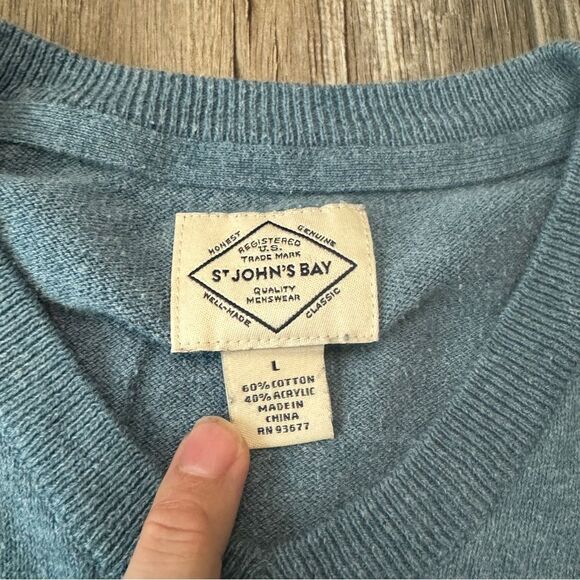 HONEST GENUINE
REGISTERED
U.S.
TRADE MARK
ST JOHN'S BAY
QUALITY
MENSWEAR
WELL-MADE CLASSIC
L
60% COTTON
40% ACRYLIC
MADE IN
CHINA
RN 93677